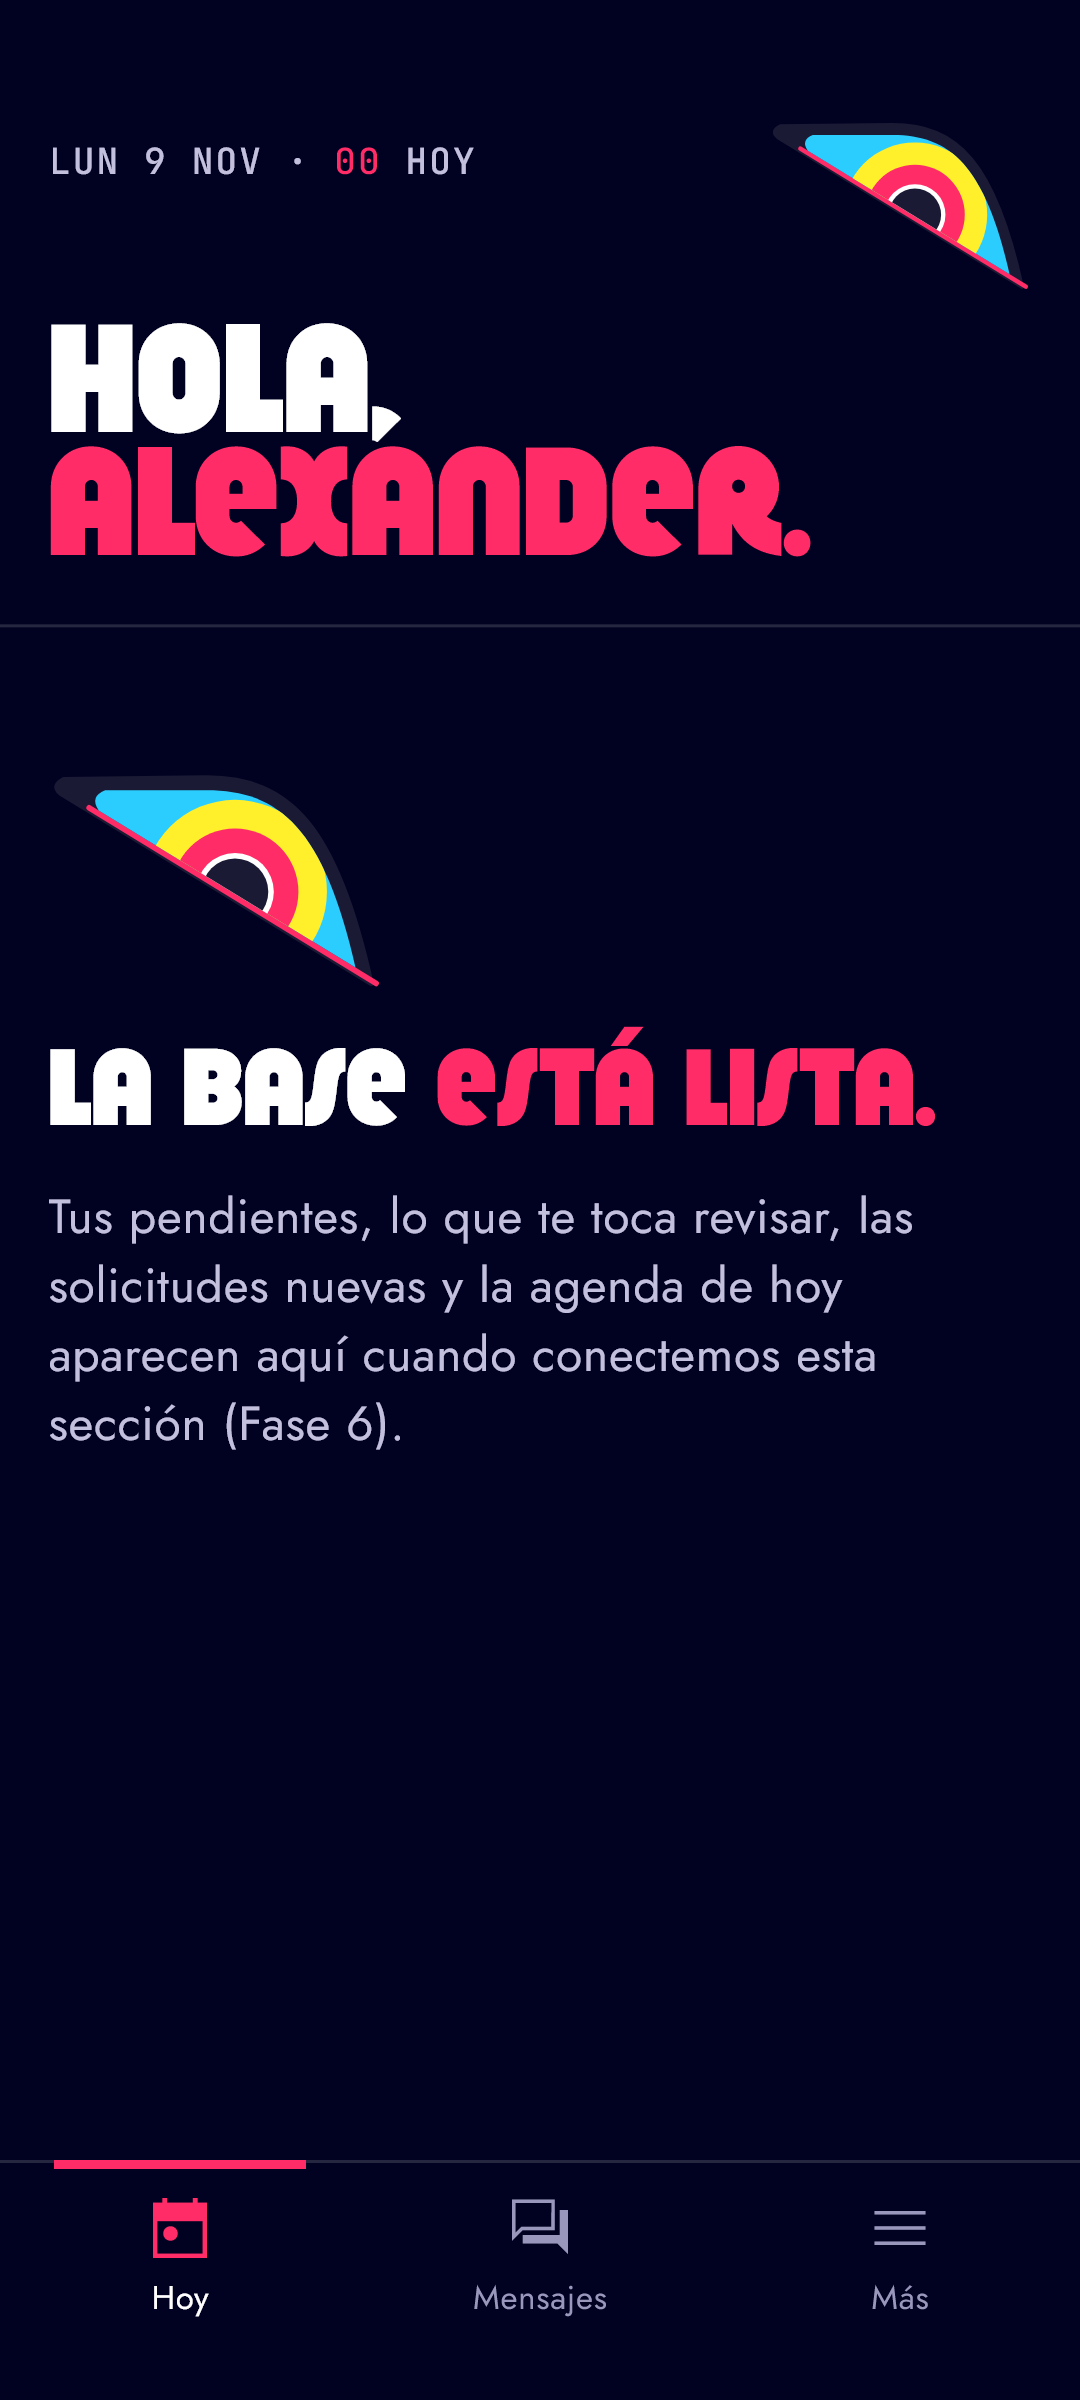 LUN 9 NOV · 00 HOY
HOLA,
ALEXANDER.
LA BASE ESTÁ LISTA.
Tus pendientes, lo que te toca revisar, las
solicitudes nuevas y la agenda de hoy
aparecen aquí cuando conectemos esta
sección (Fase 6).
Hoy
Mensajes
Más